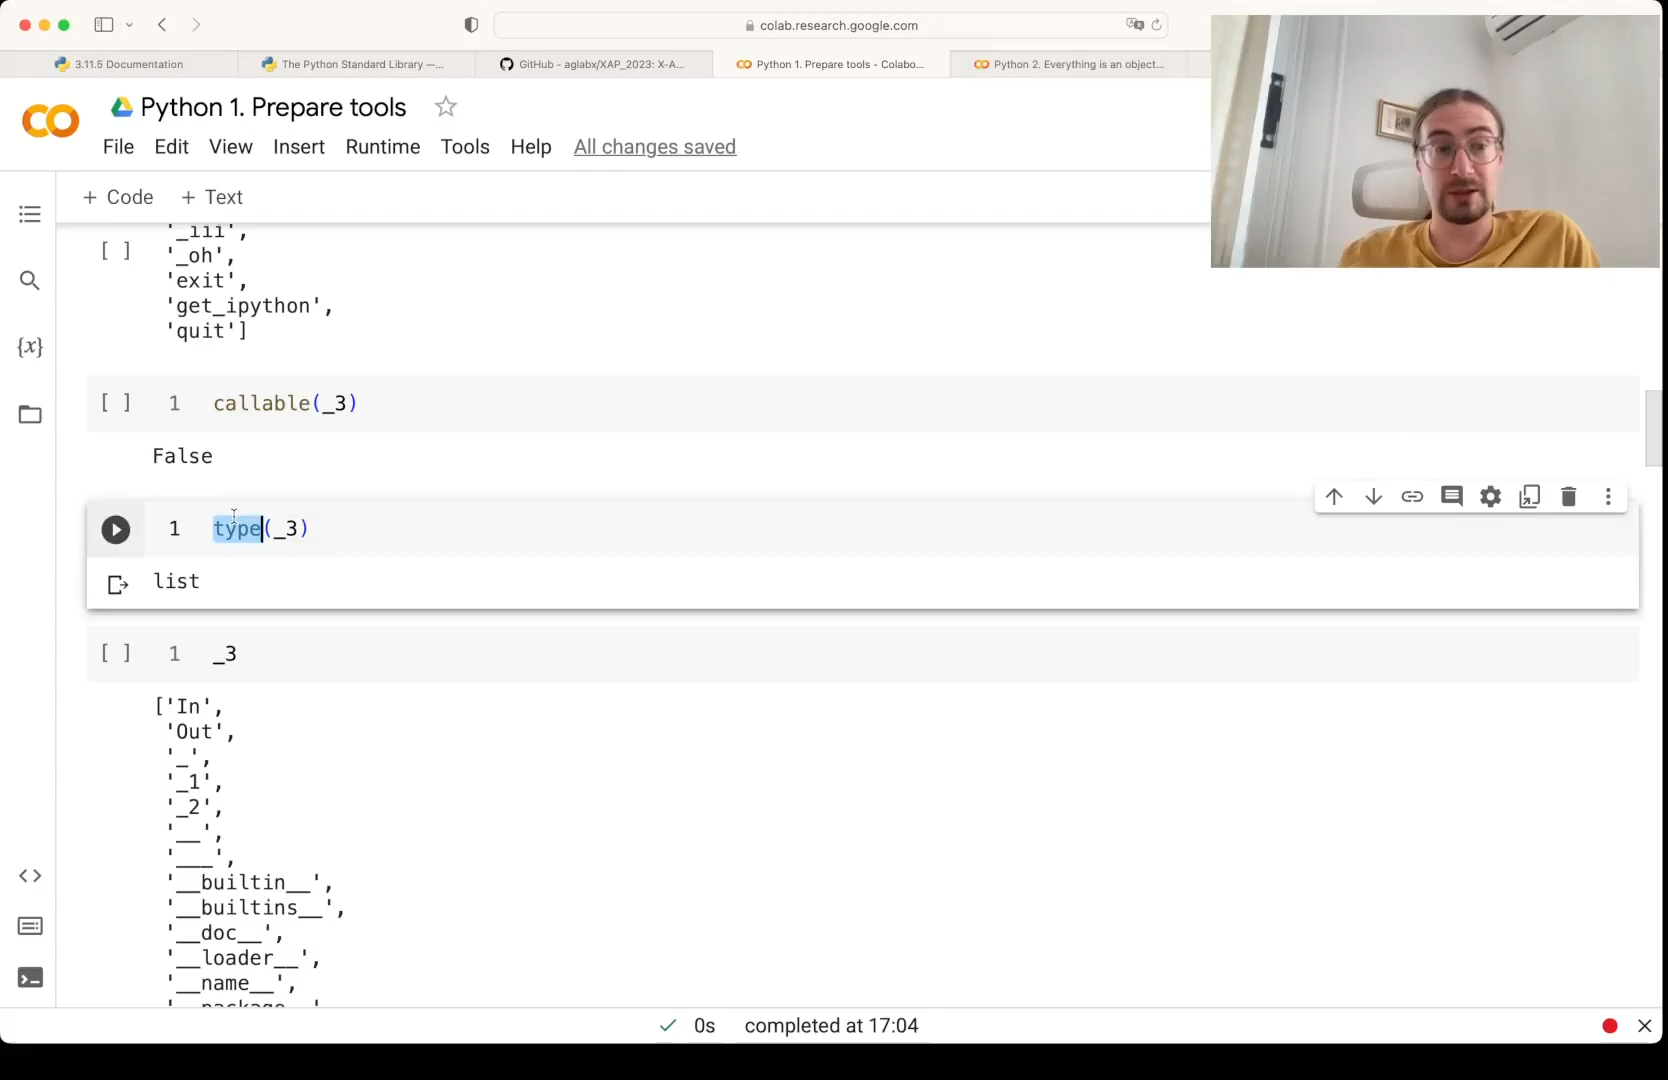 colab.research.google.com
3.11.5 Documentation
The Python Standard Library —...
GitHub - aglabx/XAP_2023: X-A...
Python 1. Prepare tools - Colabo...
Python 2. Everything is an object...
Python 1. Prepare tools
File Edit View Insert Runtime Tools Help All changes saved
+ Code + Text
'_iii',
[ ] '_oh',
'exit',
'get_ipython',
'quit']
[ ] 1 callable(_3)
False
1 type(_3)
list
[ ] 1 _3
['In',
'Out',
'_',
'_1',
'_2',
'__',
'___',
'__builtin__',
'__builtins__',
'__doc__',
'__loader__',
'__name__',
'__package__'
0s completed at 17:04